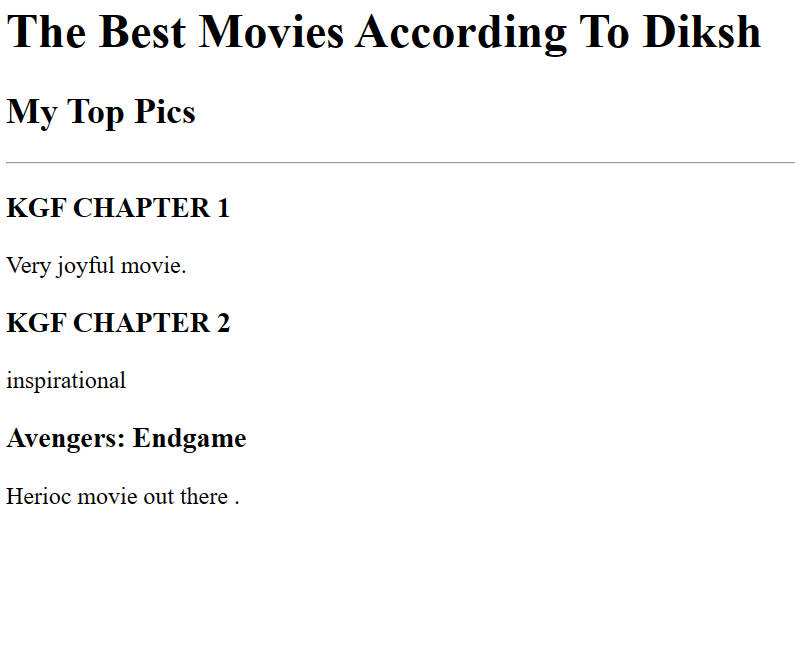 The Best Movies According To Diksh
My Top Pics
KGF CHAPTER 1
Very joyful movie.
KGF CHAPTER 2
inspirational
Avengers: Endgame
Herioc movie out there .